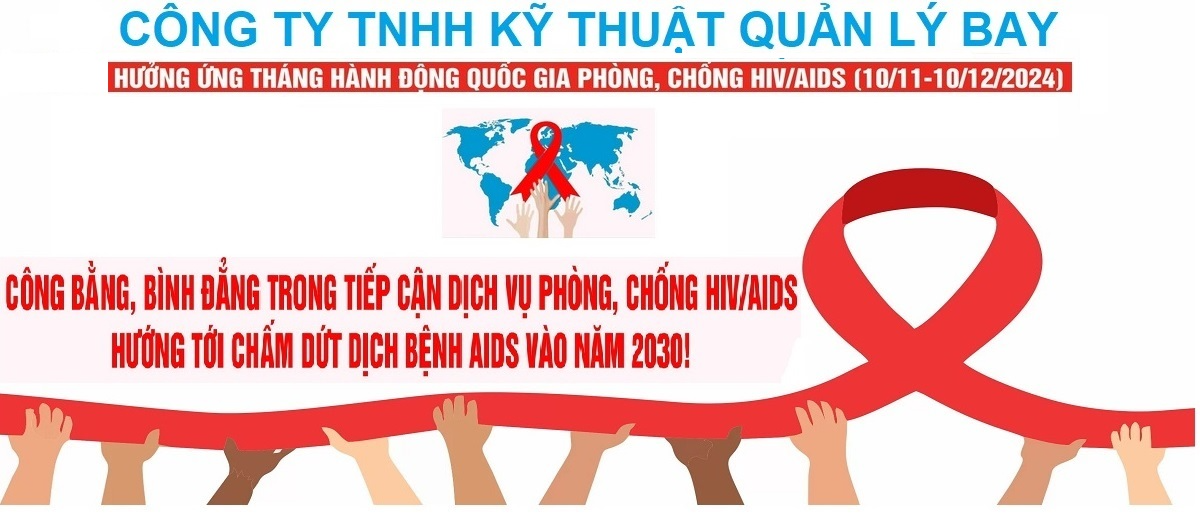 CÔNG TY TNHH KỸ THUẬT QUẢN LÝ BAY
HƯỞNG ỨNG THÁNG HÀNH ĐỘNG QUỐC GIA PHÒNG, CHỐNG HIV/AIDS (10/11-10/12/2024)
CÔNG BẰNG, BÌNH ĐẲNG TRONG TIẾP CẬN DỊCH VỤ PHÒNG, CHỐNG HIV/AIDS
HƯỚNG TỚI CHẤM DỨT DỊCH BỆNH AIDS VÀO NĂM 2030!